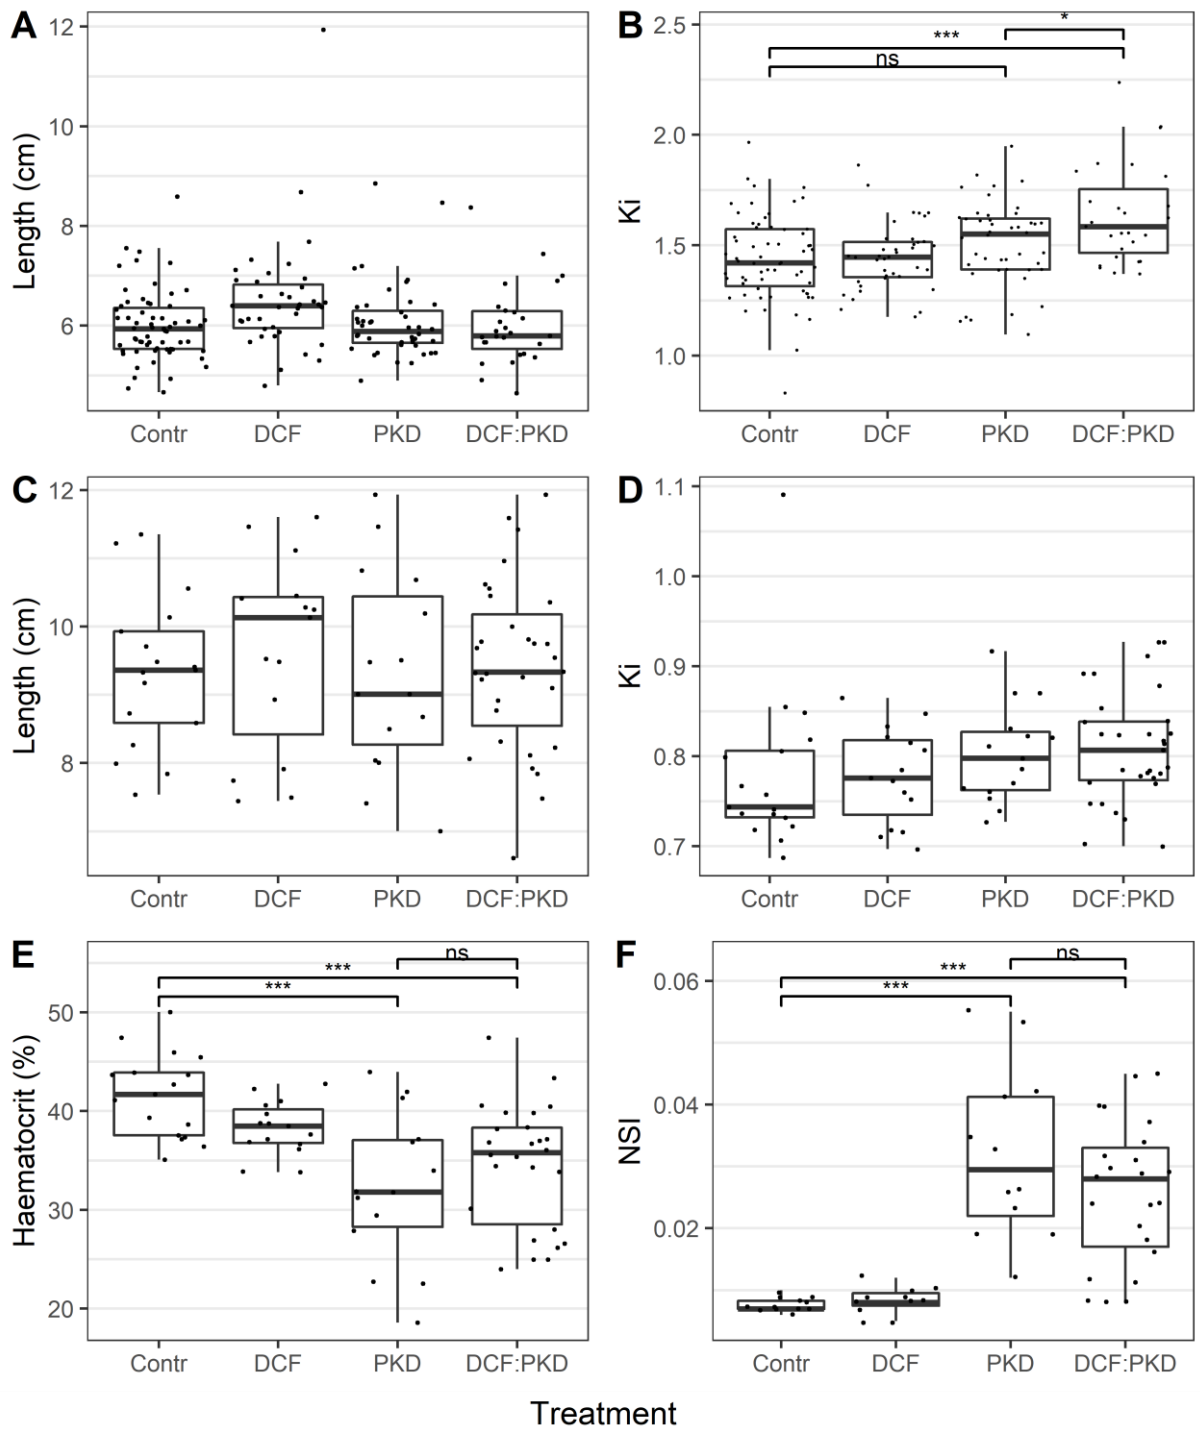 A
Length (cm)
12
10
8
6
Contr DCF PKD DCF:PKD
B
Ki
2.5
2.0
1.5
1.0
*
***
ns
Contr DCF PKD DCF:PKD
C
Length (cm)
12
10
8
Contr DCF PKD DCF:PKD
D
Ki
1.1
1.0
0.9
0.8
0.7
Contr DCF PKD DCF:PKD
E
Haematocrit (%)
50
40
30
20
ns
***
***
Contr DCF PKD DCF:PKD
F
NSI
0.06
0.04
0.02
ns
***
***
Contr DCF PKD DCF:PKD
Treatment